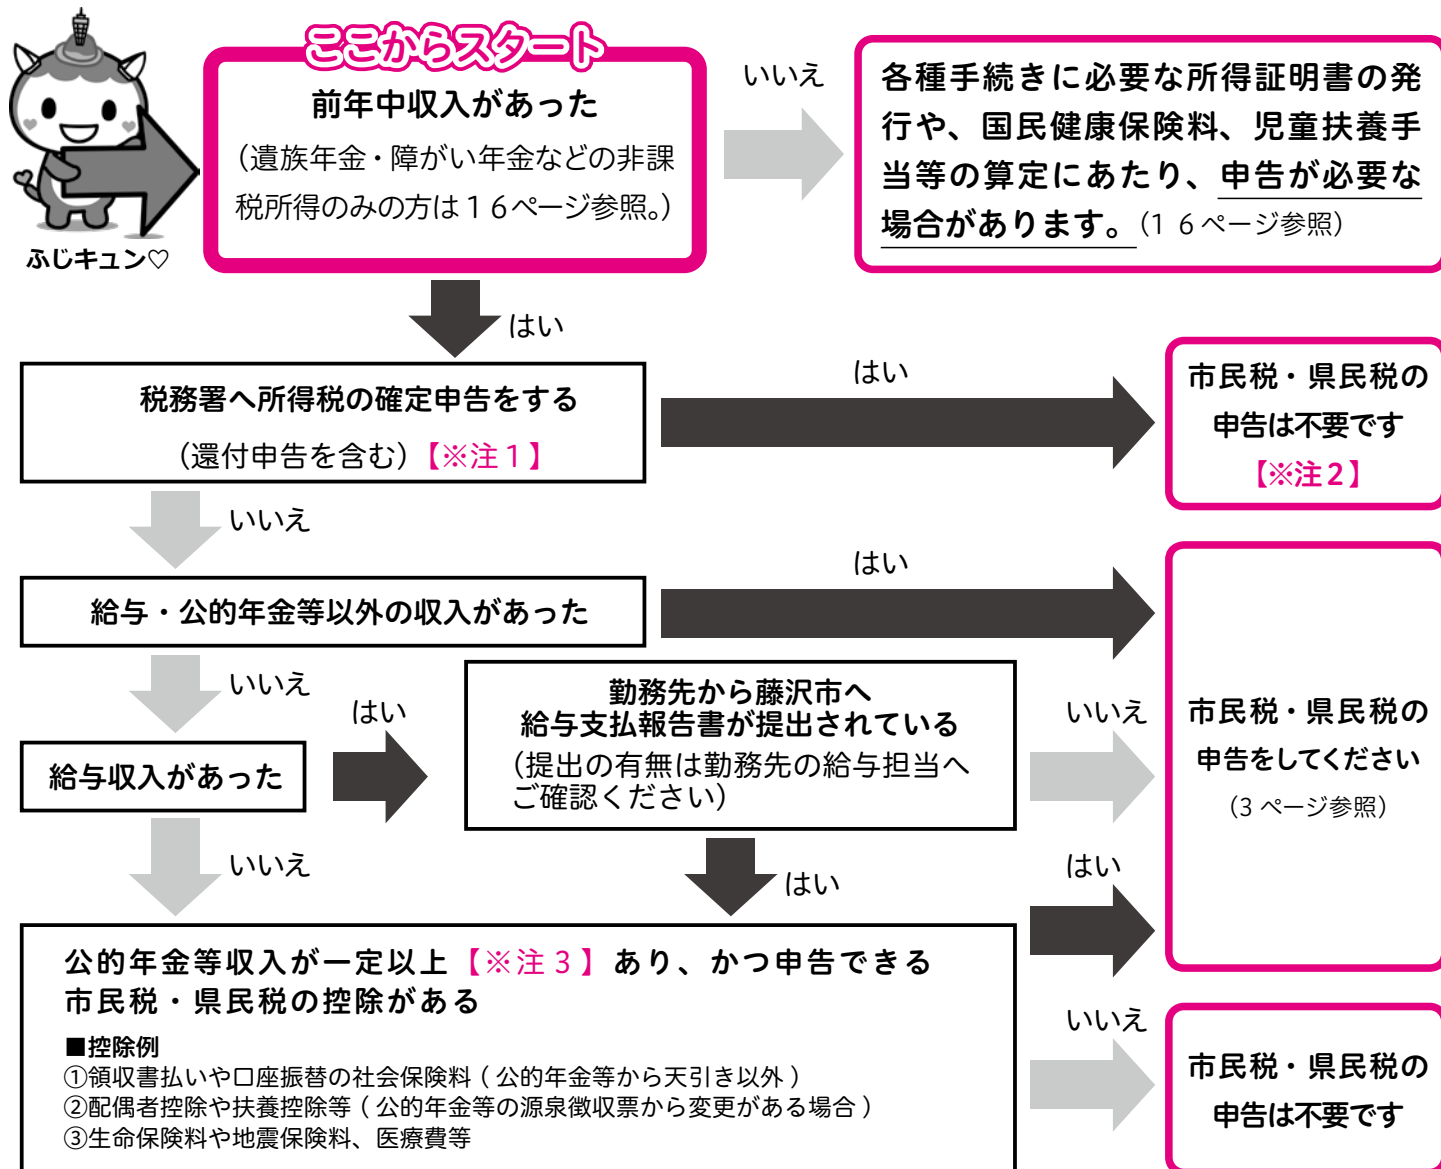 ここからスタート
前年中収入があった
（遺族年金・障がい年金などの非課
税所得のみの方は１６ページ参照。）
ふじキュン♡
いいえ
各種手続きに必要な所得証明書の発
行や、国民健康保険料、児童扶養手
当等の算定にあたり、申告が必要な
場合があります。（１６ページ参照）
はい
税務署へ所得税の確定申告をする
（還付申告を含む）【※注１】
はい
市民税・県民税の
申告は不要です
【※注２】
いいえ
給与・公的年金等以外の収入があった
はい
市民税・県民税の
申告をしてください
（3 ページ参照）
いいえ
給与収入があった
はい
勤務先から藤沢市へ
給与支払報告書が提出されている
（提出の有無は勤務先の給与担当へ
ご確認ください）
いいえ
いいえ
はい
公的年金等収入が一定以上【※注３】あり、かつ申告できる
市民税・県民税の控除がある
■控除例
①領収書払いや口座振替の社会保険料 ( 公的年金等から天引き以外 )
②配偶者控除や扶養控除等 ( 公的年金等の源泉徴収票から変更がある場合 )
③生命保険料や地震保険料、医療費等
はい
いいえ
市民税・県民税の
申告は不要です